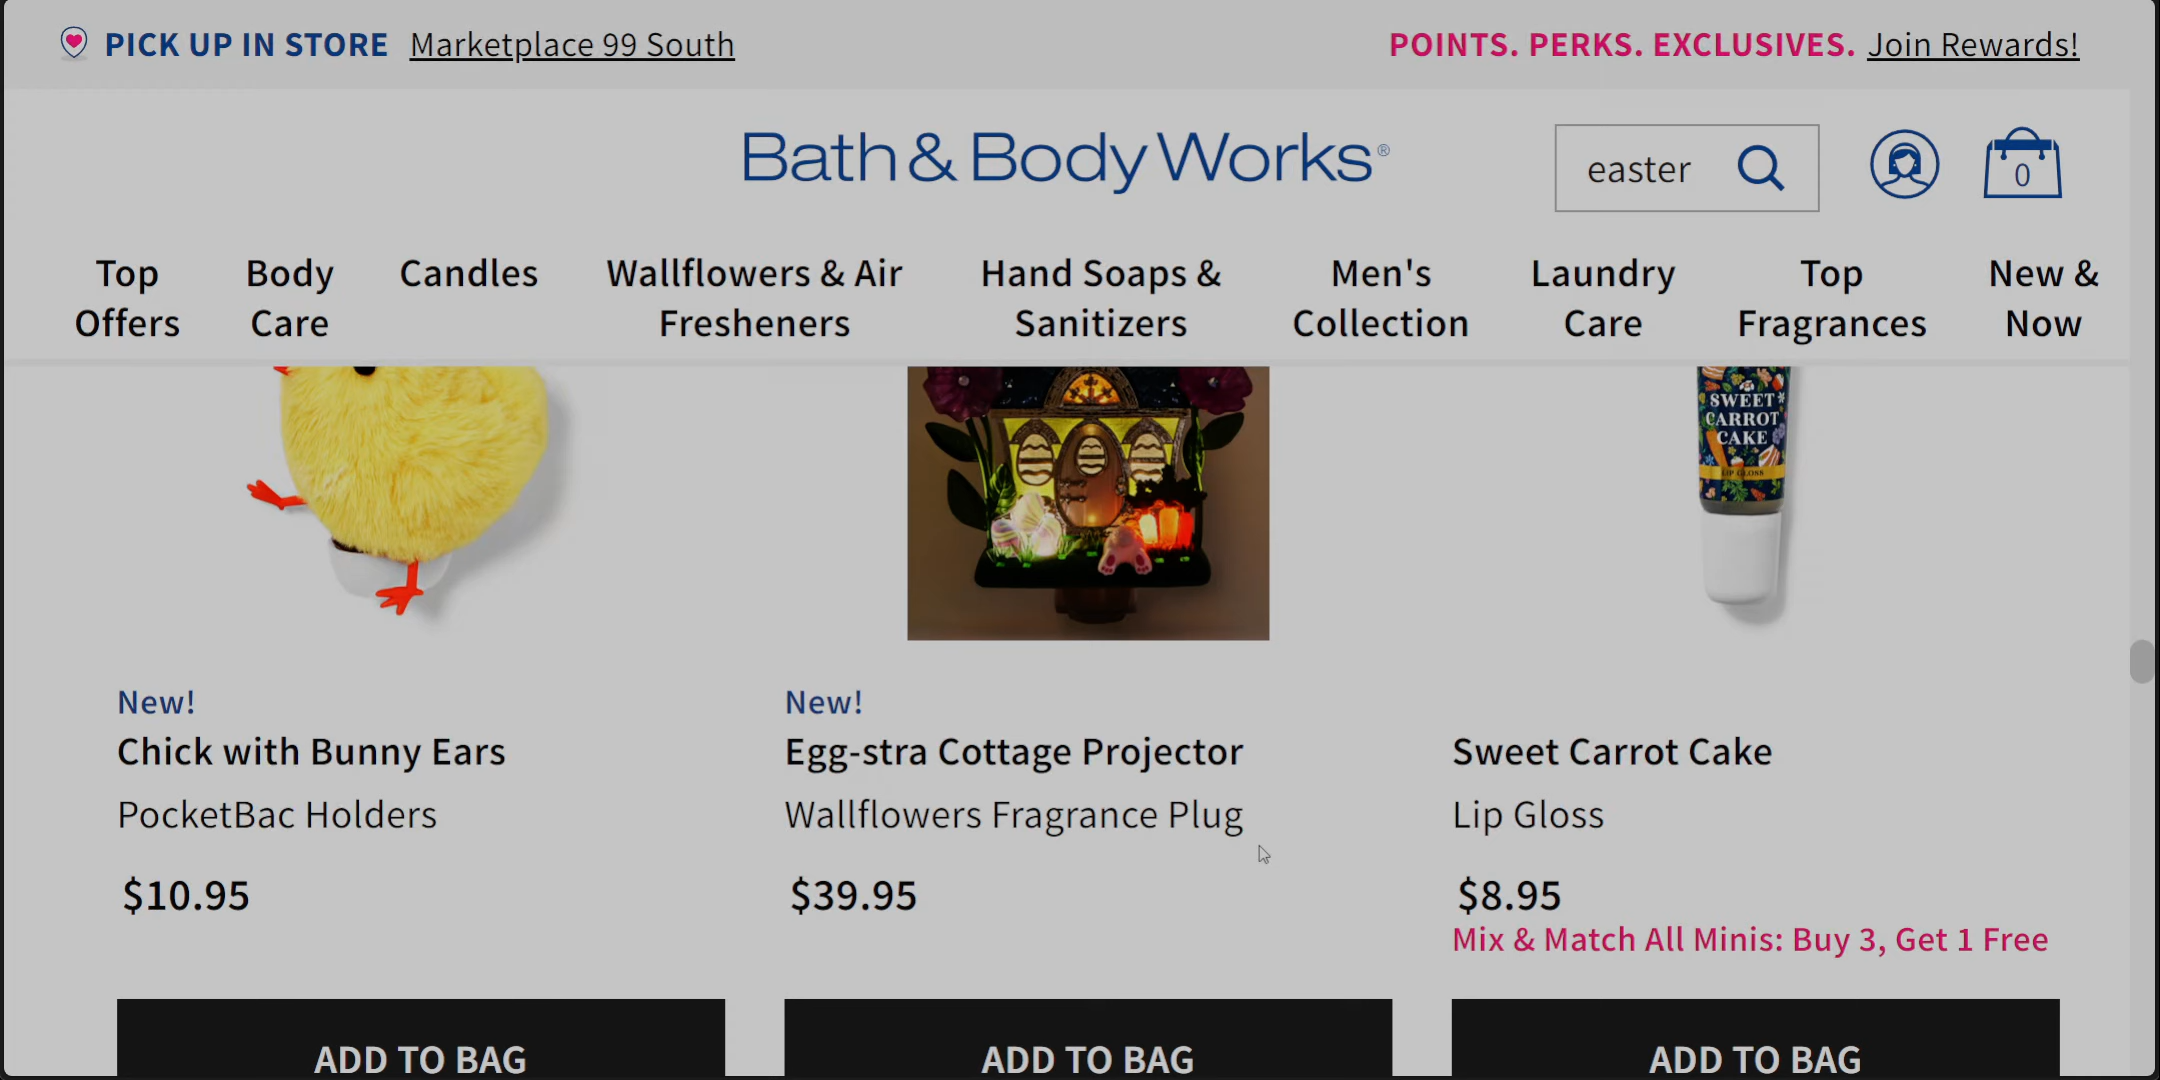 PICK UP IN STORE Marketplace 99 South
POINTS. PERKS. EXCLUSIVES. Join Rewards!
Bath & Body Works®
easter
0
Top Offers
Body Care
Candles
Wallflowers & Air Fresheners
Hand Soaps & Sanitizers
Men's Collection
Laundry Care
Top Fragrances
New & Now
SWEET
CARROT
CAKE
LIP GLOSS
New!
Chick with Bunny Ears
PocketBac Holders
$10.95
ADD TO BAG
New!
Egg-stra Cottage Projector
Wallflowers Fragrance Plug
$39.95
ADD TO BAG
Sweet Carrot Cake
Lip Gloss
$8.95
Mix & Match All Minis: Buy 3, Get 1 Free
ADD TO BAG